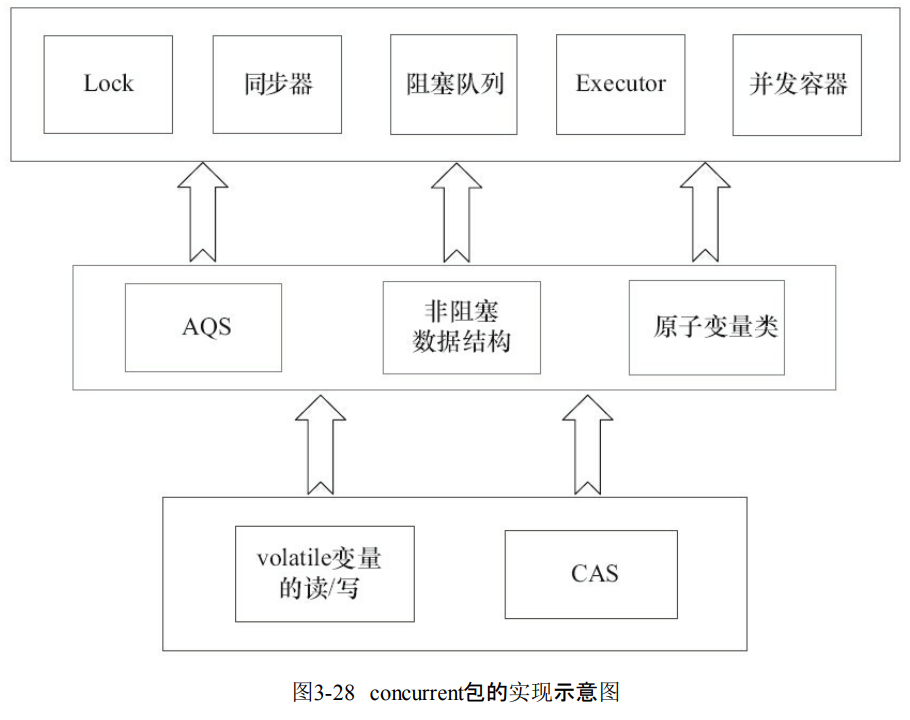 Lock
同步器
阻塞队列
Executor
并发容器
AQS
非阻塞
数据结构
原子变量类
volatile变量
的读/写
CAS
图3-28 concurrent包的实现示意图